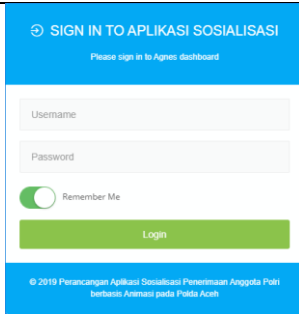 SIGN IN TO APLIKASI SOSIALISASI
Please sign in to Agnes dashboard
Username
Password
Remember Me
Login
© 2019 Perancangan Aplikasi Sosialisasi Penerimaan Anggota Polri
berbasis Animasi pada Polda Aceh